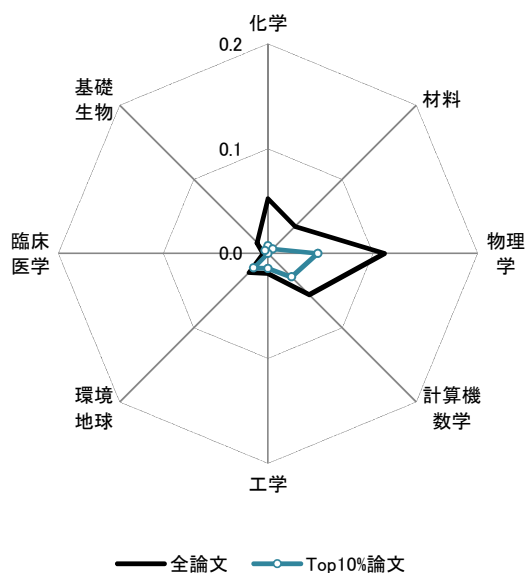 化学
0.2
基礎
生物
材料
0.1
臨床
医学
0.0
物理
学
環境
地球
計算機
数学
工学
全論文
Top10%論文